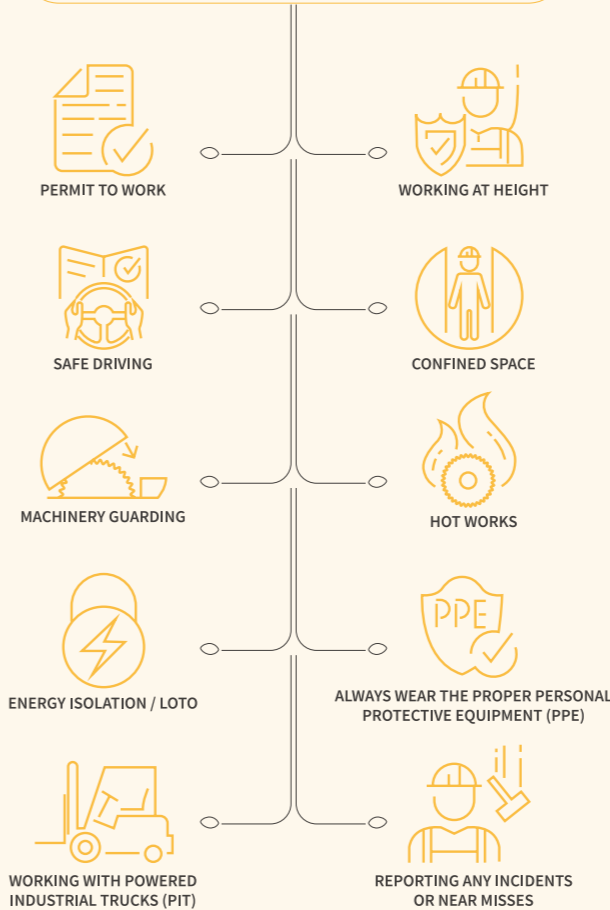 PERMIT TO WORK
WORKING AT HEIGHT
SAFE DRIVING
CONFINED SPACE
MACHINERY GUARDING
HOT WORKS
ENERGY ISOLATION / LOTO
PPE
ALWAYS WEAR THE PROPER PERSONAL
PROTECTIVE EQUIPMENT (PPE)
WORKING WITH POWERED
INDUSTRIAL TRUCKS (PIT)
REPORTING ANY INCIDENTS
OR NEAR MISSES